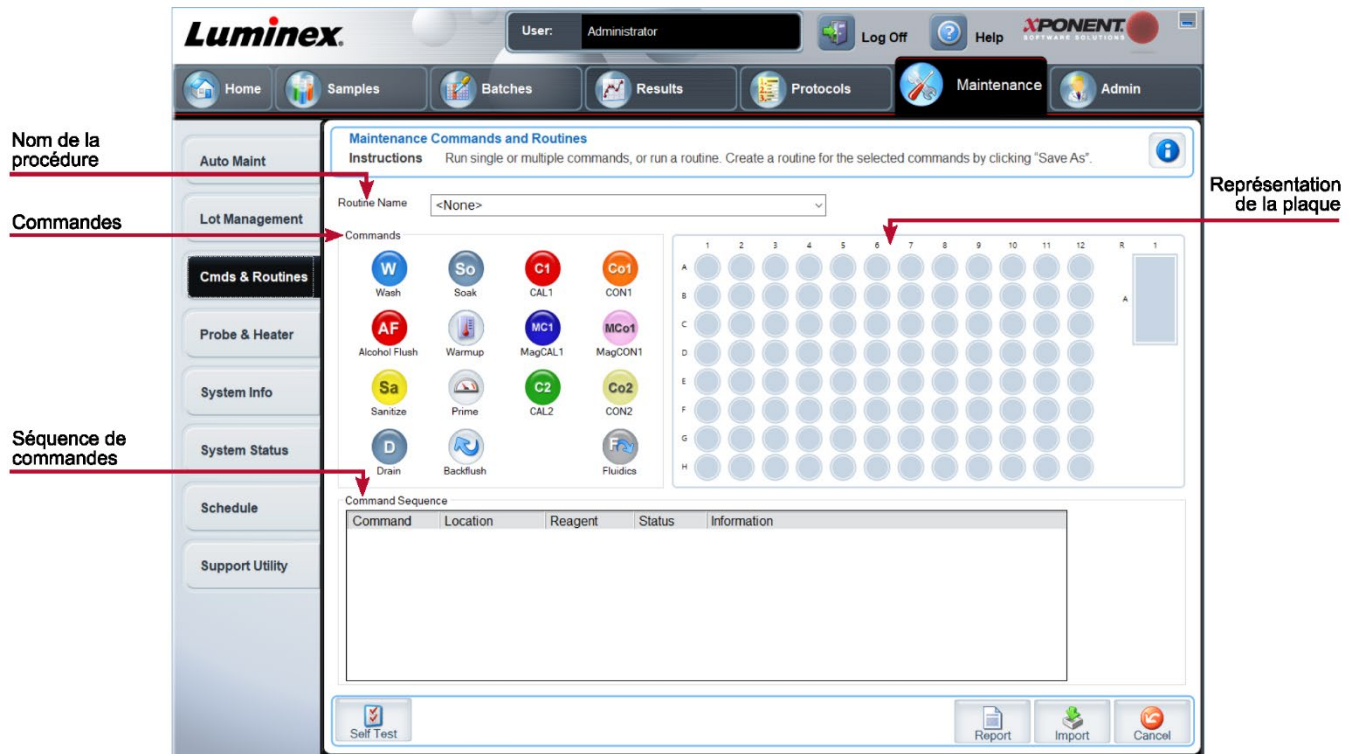 Luminex.
User: Administrator
Log Off
Help
XPONENT.
SOFTWARE SOLUTIONS
Home
Samples
Batches
Results
Protocols
Maintenance
Admin
Nom de la
procédure
Commandes
Séquence de
commandes
Représentation
de la plaque
Auto Maint
Lot Management
Cmds & Routines
Probe & Heater
System Info
System Status
Schedule
Support Utility
Maintenance Commands and Routines
Instructions Run single or multiple commands, or run a routine. Create a routine for the selected commands by clicking "Save As".
Routine Name <None>
Commands
W So C1 Co1
Wash Soak CAL1 CON1
AF MC1 MCo1
Alcohol Flush Warmup MagCAL1 MagCON1
Sa C2 Co2
Sanitize Prime CAL2 CON2
D F
Drain Backflush Fluidics
1 2 3 4 5 6 7 8 9 10 11 12 R 1
A
B
C
D
E
F
G
H
A
Command Sequence
Command Location Reagent Status Information
Self Test
Report
Import
Cancel